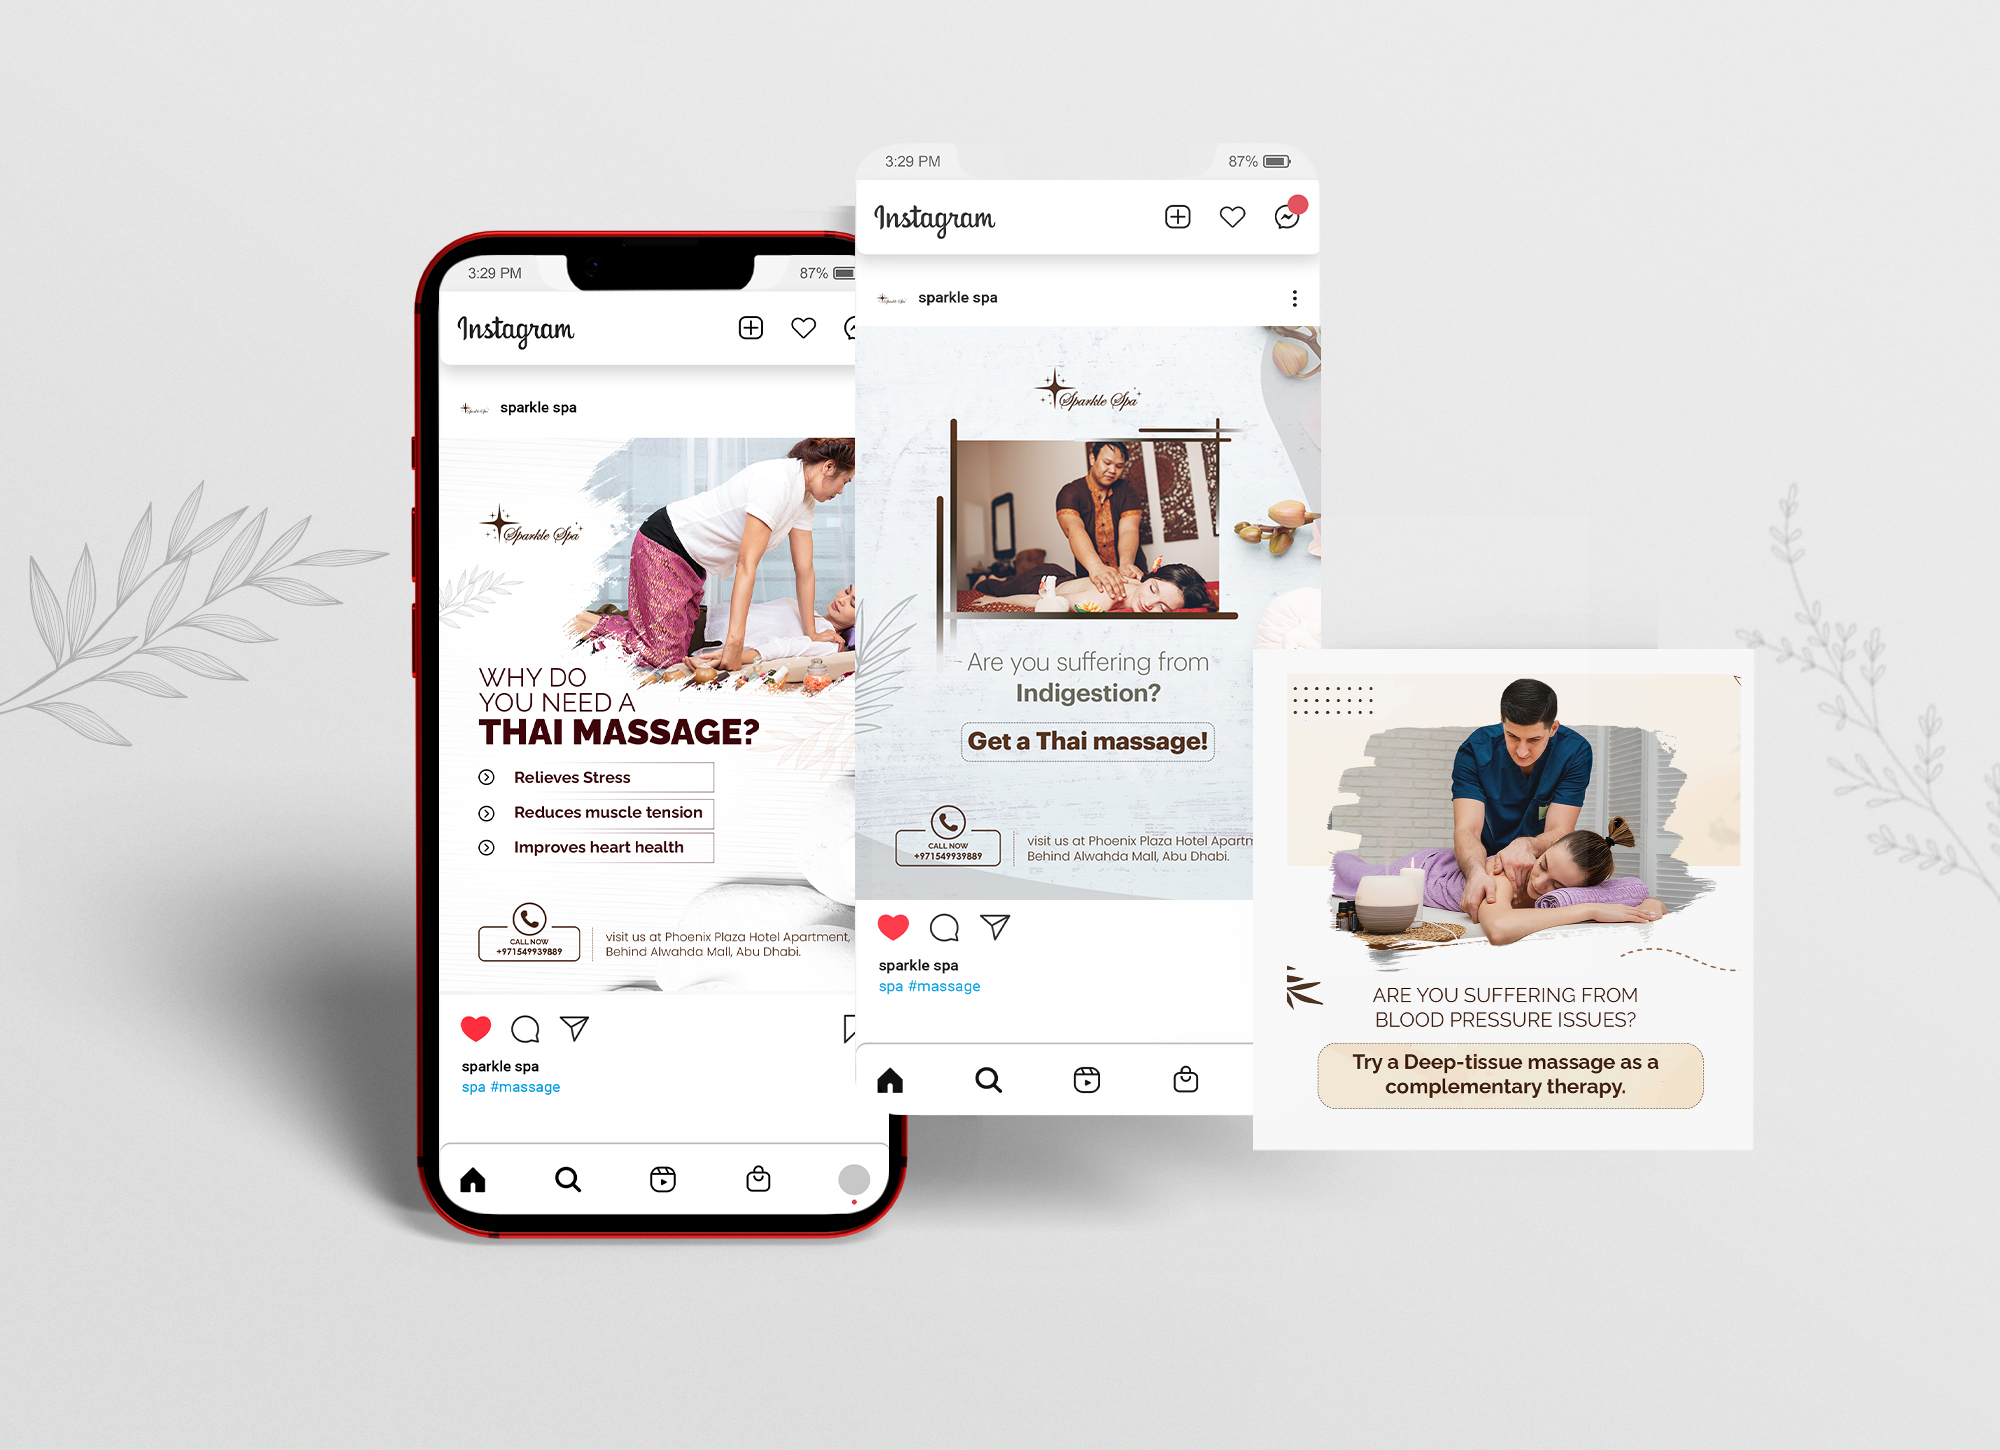 3:29 PM
87%
Instagram
sparkle spa
Sparkle Spa
WHY DO
YOU NEED A
THAI MASSAGE?
Relieves Stress
Reduces muscle tension
Improves heart health
CALL NOW
+971549939889
visit us at Phoenix Plaza Hotel Apartment,
Behind Alwahda Mall, Abu Dhabi.
sparkle spa
spa #massage
3:29 PM
87%
Instagram
sparkle spa
Sparkle Spa
Are you suffering from
Indigestion?
Get a Thai massage!
CALL NOW
+971549939889
visit us at Phoenix Plaza Hotel Apartm
Behind Alwahda Mall, Abu Dhabi.
sparkle spa
spa #massage
ARE YOU SUFFERING FROM
BLOOD PRESSURE ISSUES?
Try a Deep-tissue massage as a
complementary therapy.